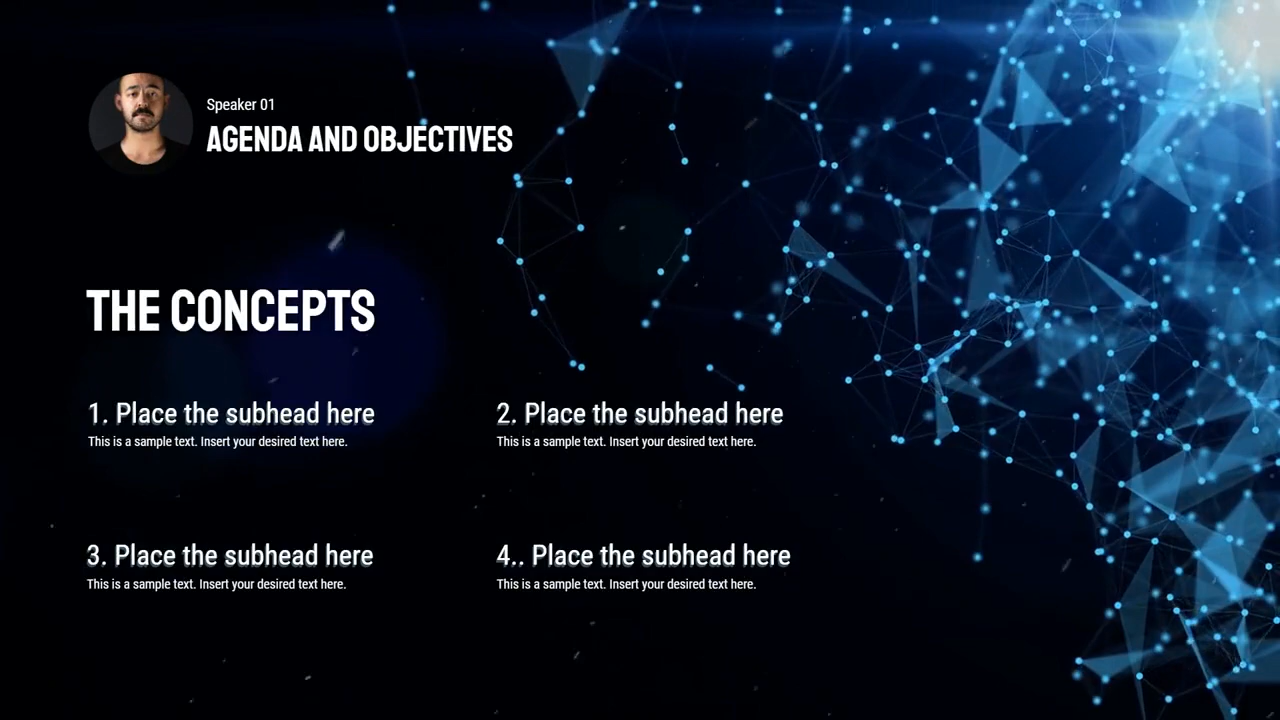 Speaker 01
AGENDA AND OBJECTIVES
THE CONCEPTS
1. Place the subhead here
This is a sample text. Insert your desired text here.
2. Place the subhead here
This is a sample text. Insert your desired text here.
3. Place the subhead here
This is a sample text. Insert your desired text here.
4.. Place the subhead here
This is a sample text. Insert your desired text here.